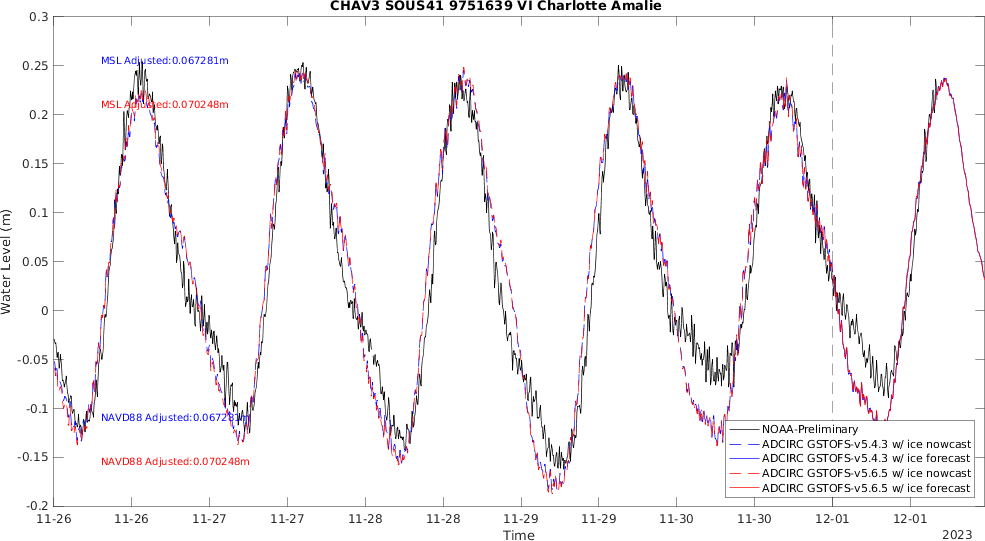 CHAV3 SOUS41 9751639 VI Charlotte Amalie
0.3
0.25
0.2
0.15
0.1
0.05
0
-0.05
-0.1
-0.15
-0.2
Water Level (m)
MSL Adjusted:0.067281m
MSL Adjusted:0.070248m
NAVD88 Adjusted:0.067281m
NAVD88 Adjusted:0.070248m
NOAA-Preliminary
ADCIRC GSTOFS-v5.4.3 w/ ice nowcast
ADCIRC GSTOFS-v5.4.3 w/ ice forecast
ADCIRC GSTOFS-v5.6.5 w/ ice nowcast
ADCIRC GSTOFS-v5.6.5 w/ ice forecast
11-26 11-26 11-27 11-27 11-28 11-28 11-29 11-29 11-30 11-30 12-01 12-01
Time
2023